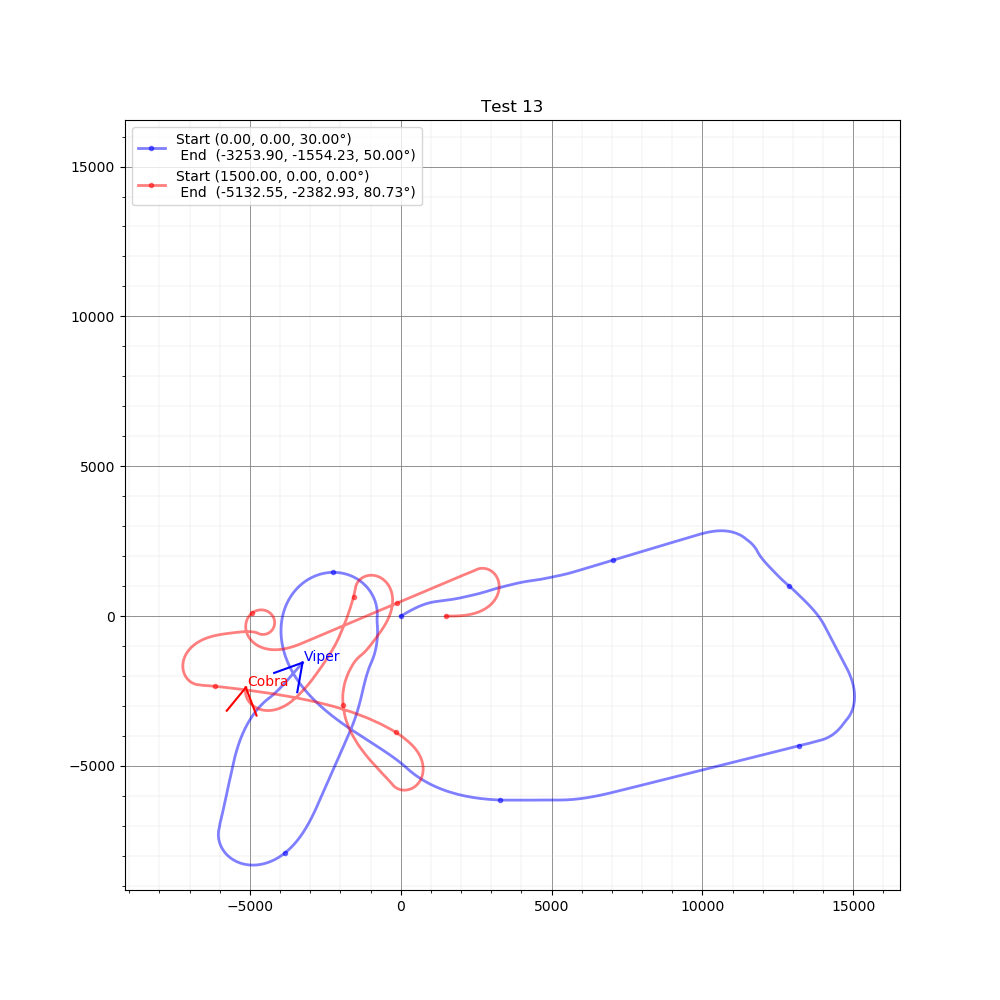 Test 13
Start (0.00, 0.00, 30.00°)
End (-3253.90, -1554.23, 50.00°)
Start (1500.00, 0.00, 0.00°)
End (-5132.55, -2382.93, 80.73°)
15000
10000
5000
0
−5000
Viper
Cobra
−5000
0
5000
10000
15000